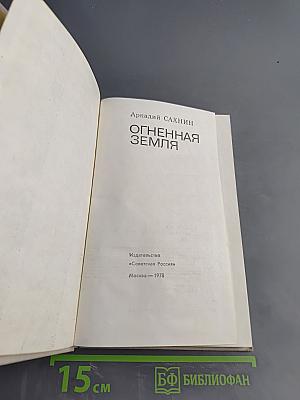 Аркадий САХНИН
ОГНЕННАЯ
ЗЕМЛЯ
Издательство
«Советская Россия»
Москва — 1978
15 см
БФ БИБЛИОФАН